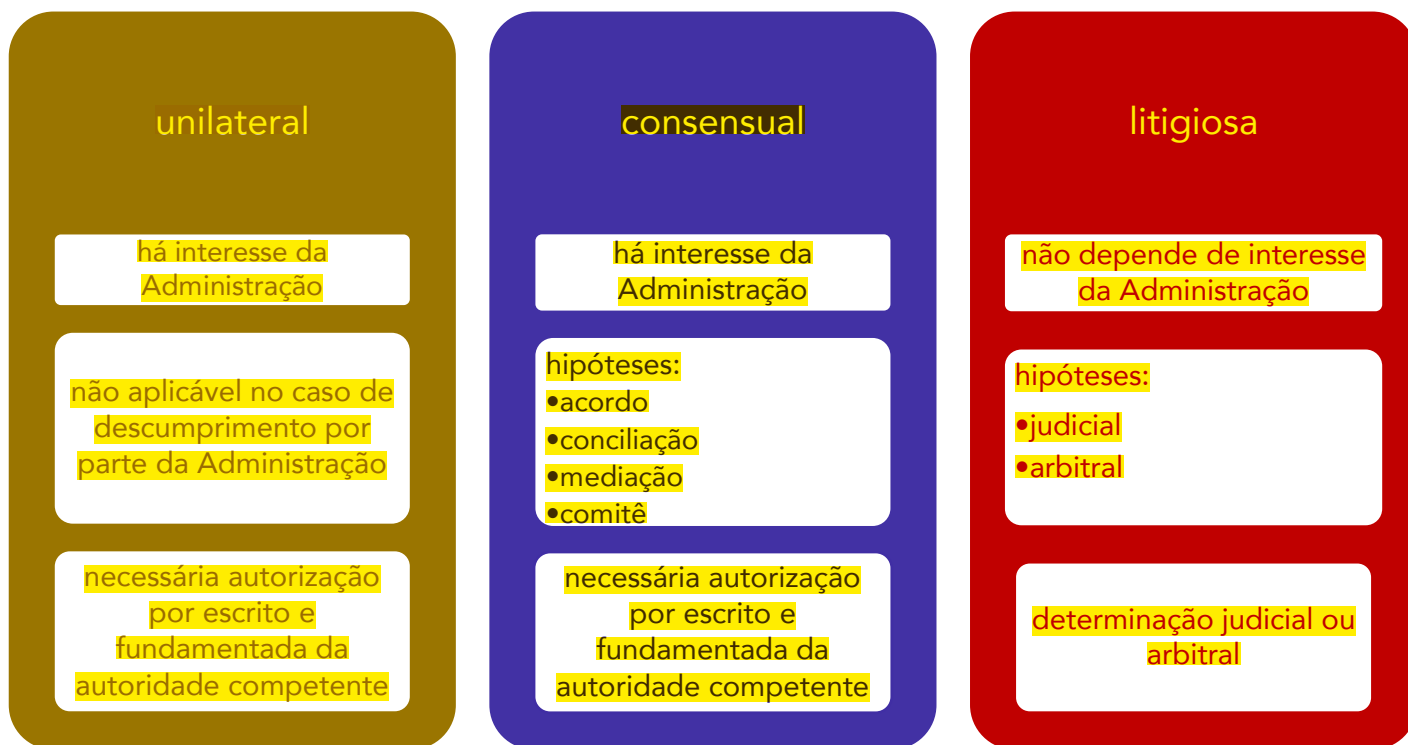 unilateral
há interesse da
Administração
não aplicável no caso de
descumprimento por
parte da Administração
necessária autorização
por escrito e
fundamentada da
autoridade competente
consensual
há interesse da
Administração
hipóteses:
•acordo
•conciliação
•mediação
•comitê
necessária autorização
por escrito e
fundamentada da
autoridade competente
litigiosa
não depende de interesse
da Administração
hipóteses:
•judicial
•arbitral
determinação judicial ou
arbitral